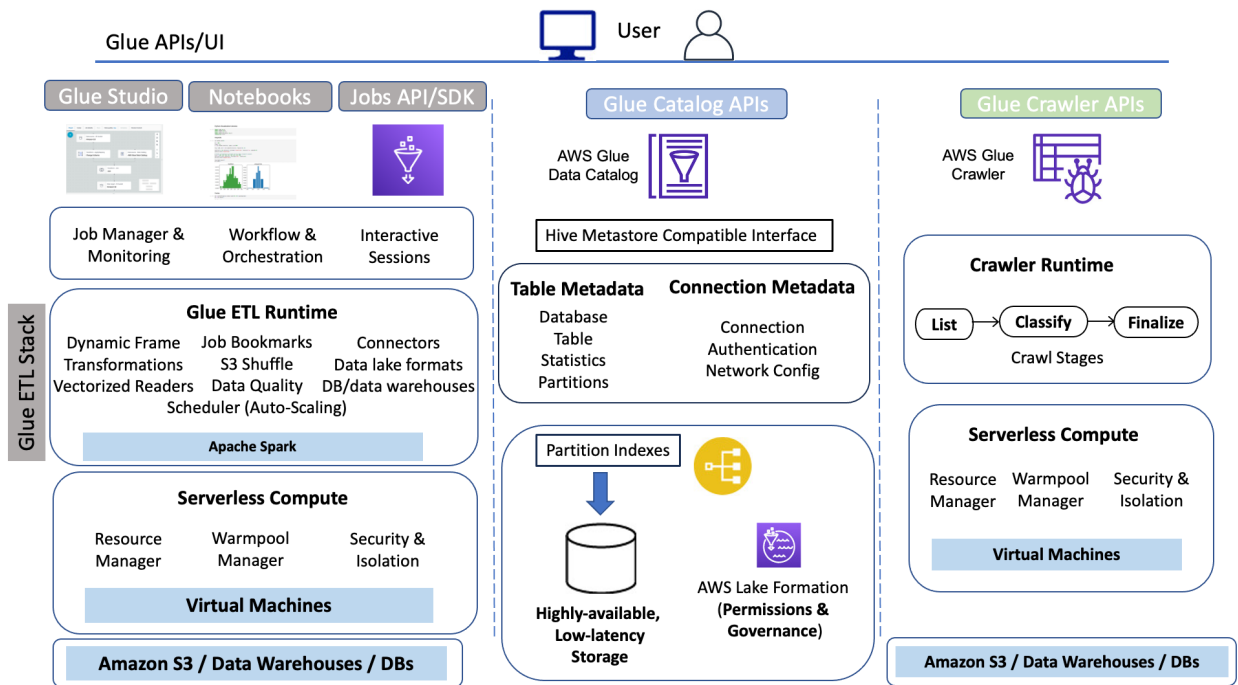 Glue APIs/UI
User
Glue Studio
Notebooks
Jobs API/SDK
Job Manager &
Monitoring
Workflow &
Orchestration
Interactive
Sessions
Glue ETL Stack
Glue ETL Runtime
Dynamic Frame
Transformations
Vectorized Readers
Job Bookmarks
S3 Shuffle
Data Quality
Connectors
Data lake formats
DB/data warehouses
Scheduler (Auto-Scaling)
Apache Spark
Serverless Compute
Resource
Manager
Warmpool
Manager
Security &
Isolation
Virtual Machines
Amazon S3 / Data Warehouses / DBs
Glue Catalog APIs
AWS Glue
Data Catalog
Hive Metastore Compatible Interface
Table Metadata
Database
Table
Statistics
Partitions
Connection Metadata
Connection
Authentication
Network Config
Partition Indexes
Highly-available,
Low-latency
Storage
AWS Lake Formation
(Permissions &
Governance)
Glue Crawler APIs
AWS Glue
Crawler
Crawler Runtime
List
Classify
Finalize
Crawl Stages
Serverless Compute
Resource
Manager
Warmpool
Manager
Security &
Isolation
Virtual Machines
Amazon S3 / Data Warehouses / DBs